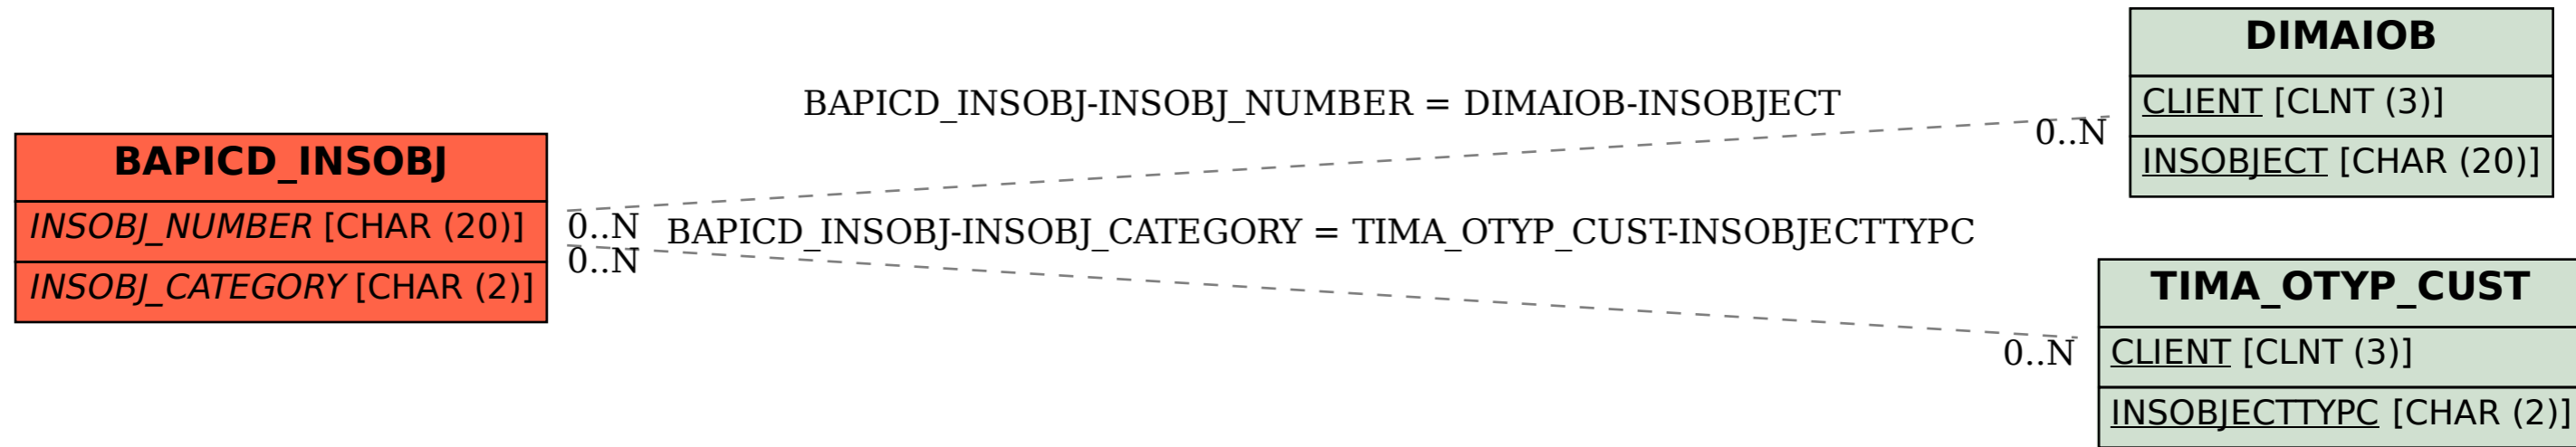 BAPICD_INSOBJ
INSOBJ_NUMBER [CHAR (20)]
INSOBJ_CATEGORY [CHAR (2)]
BAPICD_INSOBJ-INSOBJ_NUMBER = DIMAIOB-INSOBJECT
0..N
0..N
BAPICD_INSOBJ-INSOBJ_CATEGORY = TIMA_OTYP_CUST-INSOBJECTTYPC
0..N
0..N
DIMAIOB
CLIENT [CLNT (3)]
INSOBJECT [CHAR (20)]
TIMA_OTYP_CUST
CLIENT [CLNT (3)]
INSOBJECTTYPC [CHAR (2)]